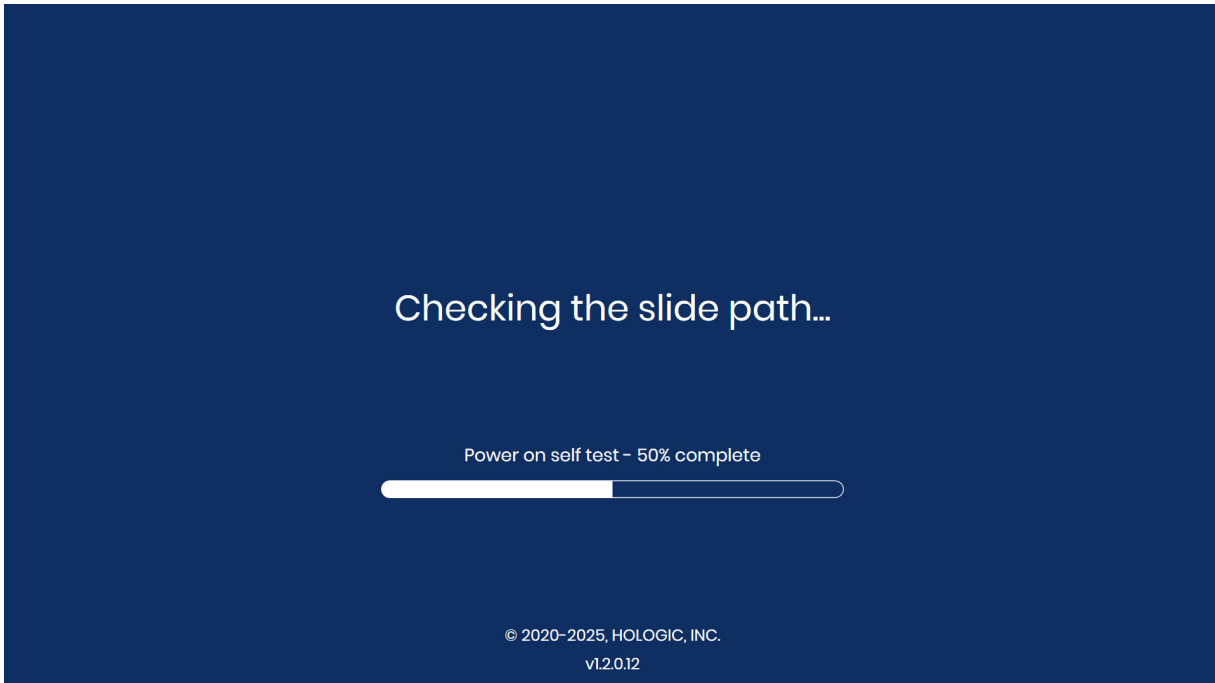 Checking the slide path...
Power on self test - 50% complete
© 2020-2025, HOLOGIC, INC.
v1.2.0.12